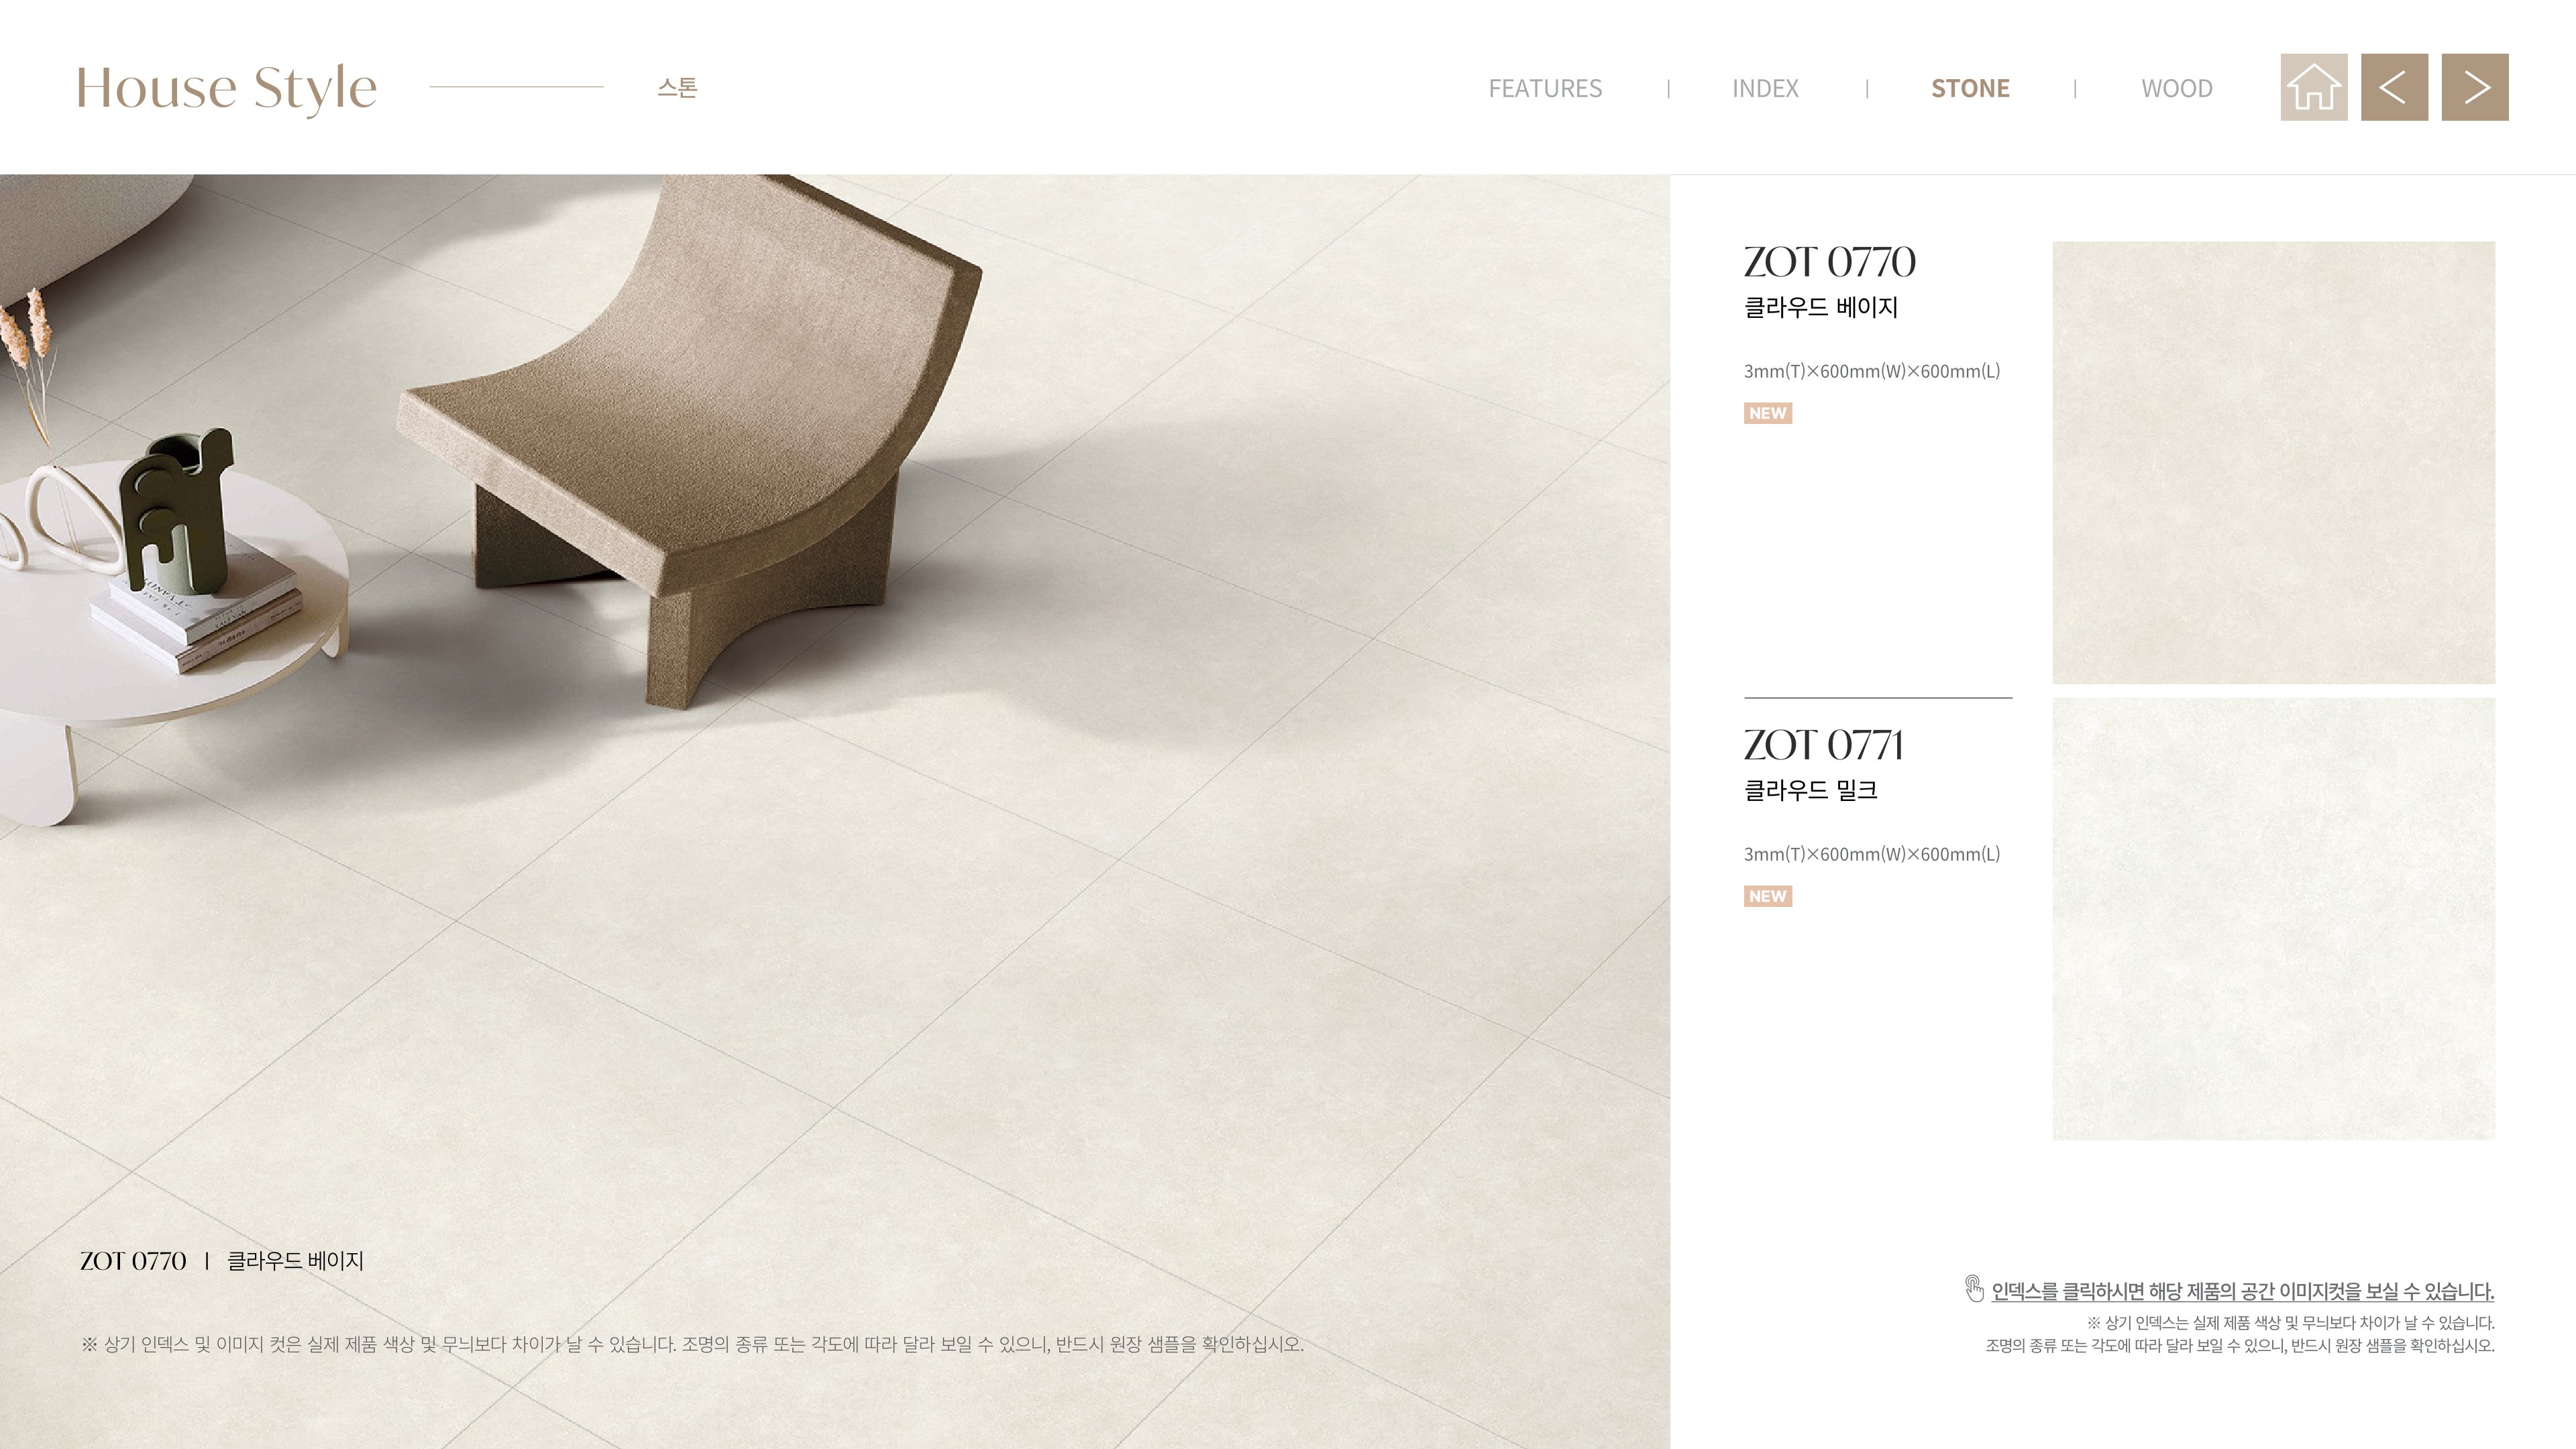 House Style
스톤
FEATURES | INDEX | STONE | WOOD
ZOT 0770
클라우드 베이지
3mm(T)×600mm(W)×600mm(L)
NEW
ZOT 0771
클라우드 밀크
3mm(T)×600mm(W)×600mm(L)
NEW
ZOT 0770 | 클라우드 베이지
※ 상기 인덱스 및 이미지 컷은 실제 제품 색상 및 무늬보다 차이가 날 수 있습니다. 조명의 종류 또는 각도에 따라 달라 보일 수 있으니, 반드시 원장 샘플을 확인하십시오.
인덱스를 클릭하시면 해당 제품의 공간 이미지컷을 보실 수 있습니다.
※ 상기 인덱스는 실제 제품 색상 및 무늬보다 차이가 날 수 있습니다.
조명의 종류 또는 각도에 따라 달라 보일 수 있으니, 반드시 원장 샘플을 확인하십시오.